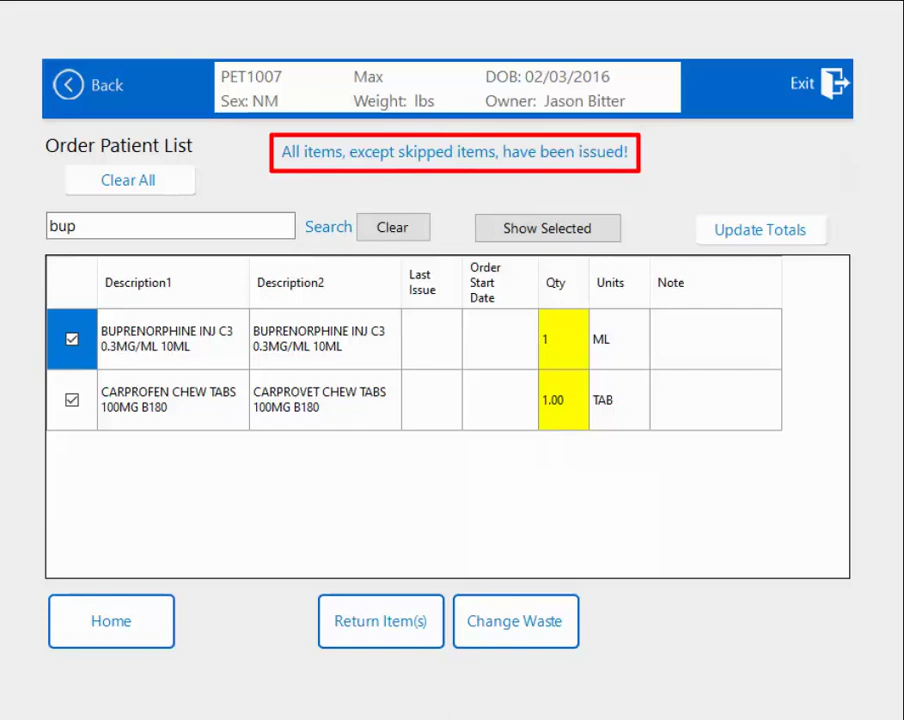 Back
PET1007 Max DOB: 02/03/2016
Sex: NM Weight: lbs Owner: Jason Bitter
Exit
Order Patient List
All items, except skipped items, have been issued!
Clear All
bup Search Clear Show Selected Update Totals
Description1 Description2 Last Issue Order Start Date Qty Units Note
BUPRENORPHINE INJ C3 BUPRENORPHINE INJ C3
0.3MG/ML 10ML 0.3MG/ML 10ML 1 ML
CARPROFEN CHEW TABS CARPROVET CHEW TABS
100MG B180 100MG B180 1.00 TAB
Home Return Item(s) Change Waste